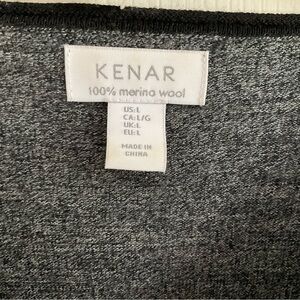 KENAR
100% merino wool
US:L
CA:L/G
UK:L
EU:L
MADE IN
CHINA